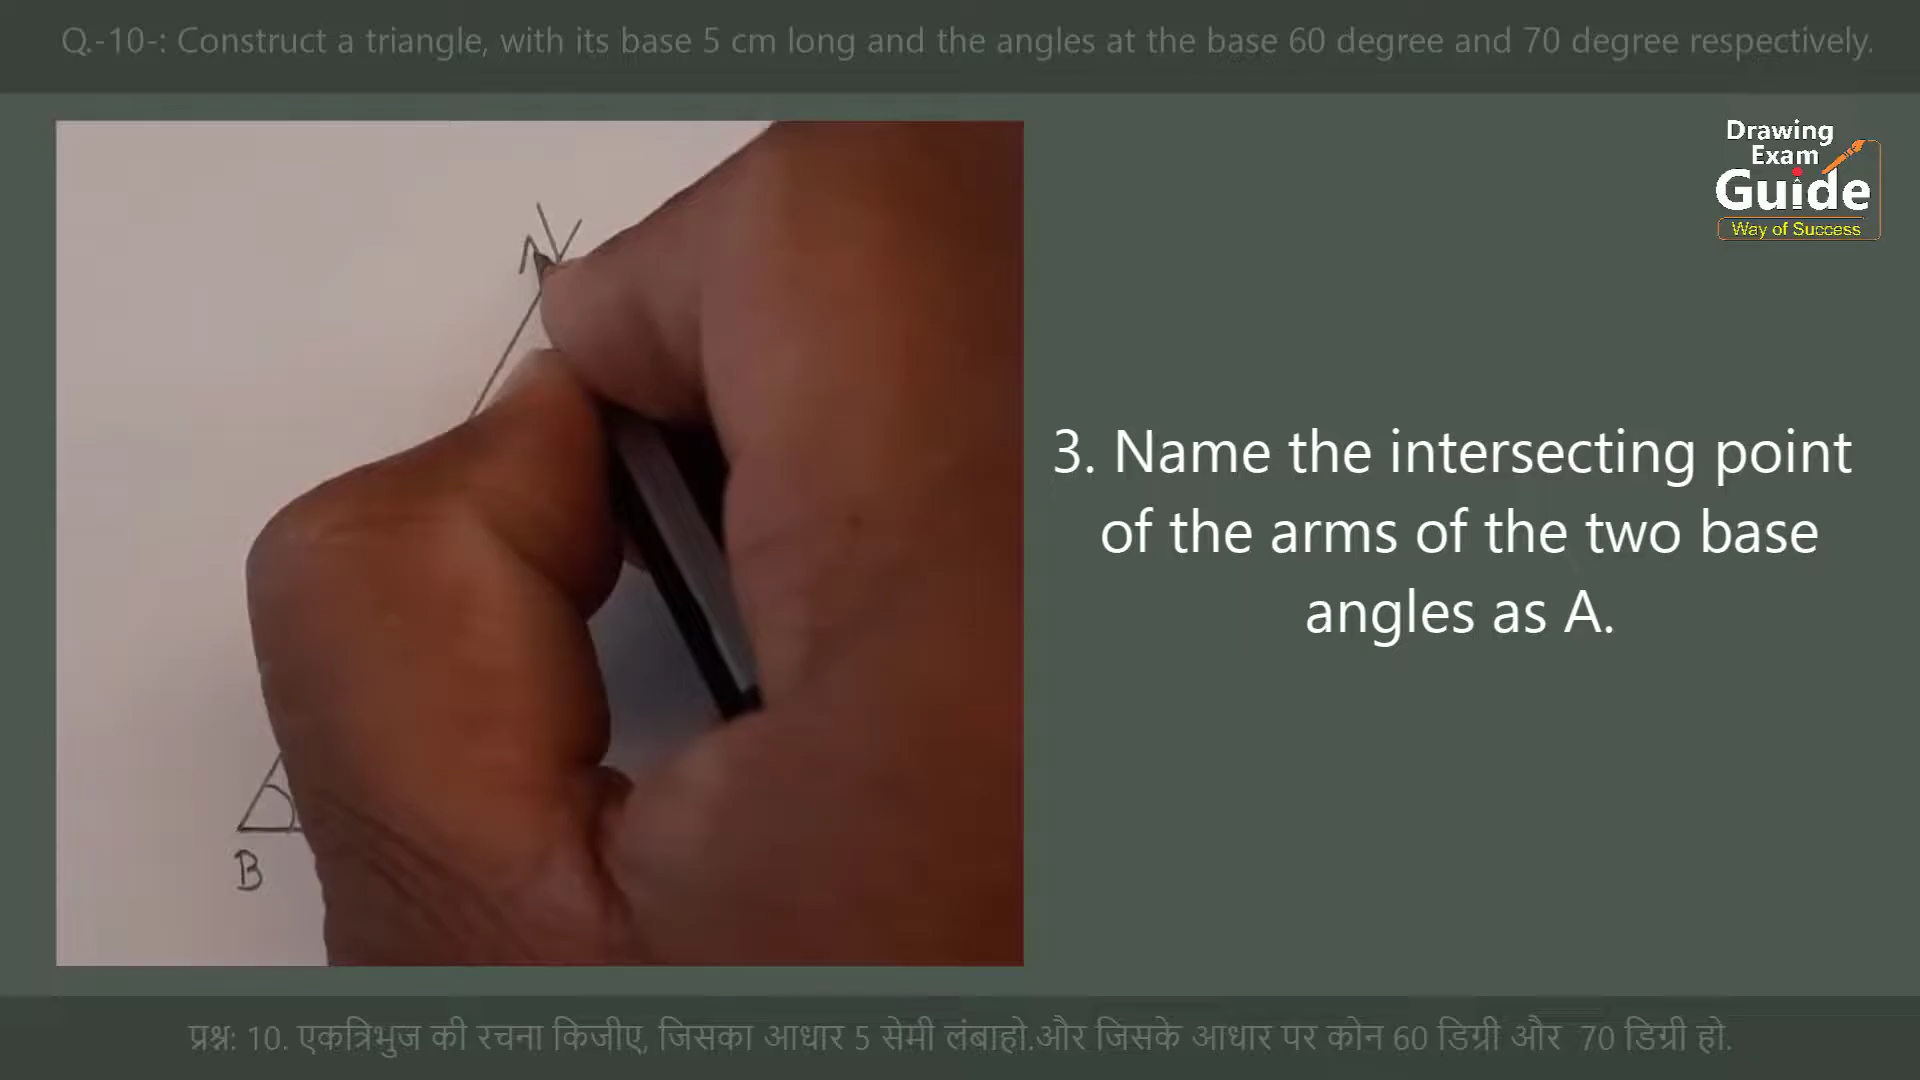 Q.-10-: Construct a triangle, with its base 5 cm long and the angles at the base 60 degree and 70 degree respectively.
Drawing
Exam
Guide
Way of Success
3. Name the intersecting point
of the arms of the two base
angles as A.
B
प्रश्न: 10. एकत्रिभुज की रचना किजीए, जिसका आधार 5 सेमी लंबाहो.और जिसके आधार पर कोन 60 डिग्री और 70 डिग्री हो.